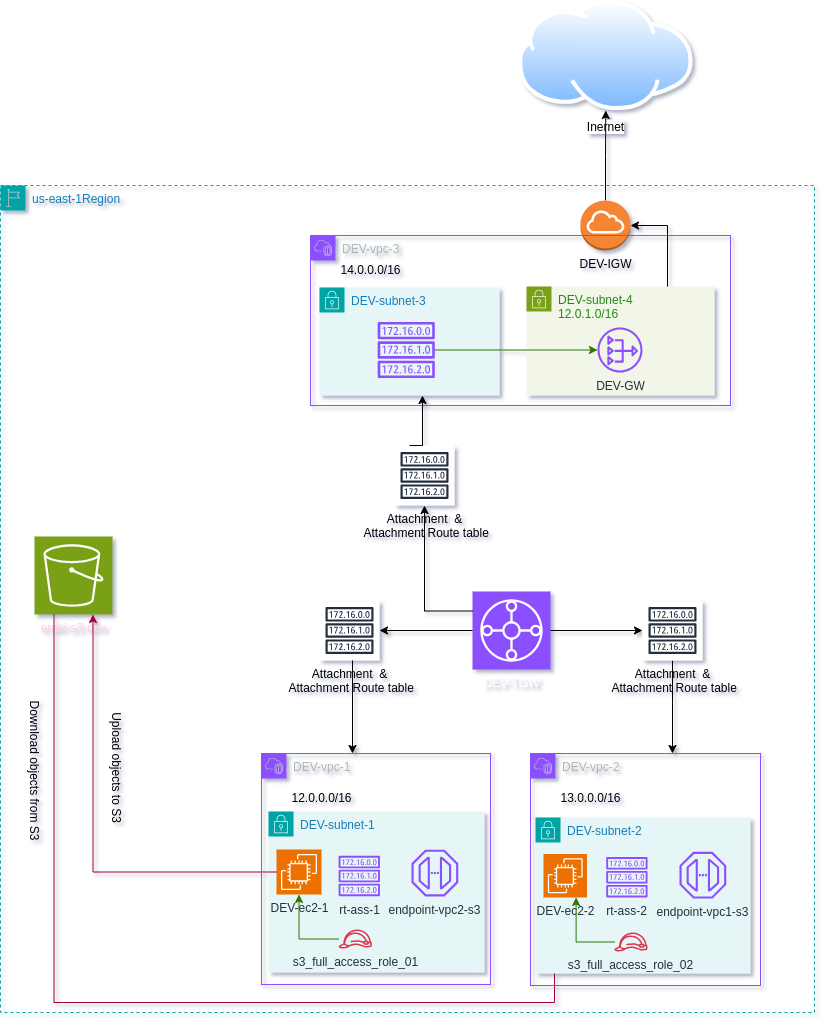 Inernet
us-east-1Region
DEV-IGW
DEV-vpc-3
14.0.0.0/16
DEV-subnet-3
172.16.0.0
172.16.1.0
172.16.2.0
DEV-subnet-4
12.0.1.0/16
DEV-GW
172.16.0.0
172.16.1.0
172.16.2.0
Attachment &
Attachment Route table
172.16.0.0
172.16.1.0
172.16.2.0
Attachment &
Attachment Route table
DEV-TGW
172.16.0.0
172.16.1.0
172.16.2.0
Attachment &
Attachment Route table
Download objects from S3
Upload objects to S3
DEV-vpc-1
12.0.0.0/16
DEV-subnet-1
DEV-ec2-1
172.16.0.0
172.16.1.0
172.16.2.0
rt-ass-1
endpoint-vpc2-s3
s3_full_access_role_01
DEV-vpc-2
13.0.0.0/16
DEV-subnet-2
DEV-ec2-2
172.16.0.0
172.16.1.0
172.16.2.0
rt-ass-2
endpoint-vpc1-s3
s3_full_access_role_02